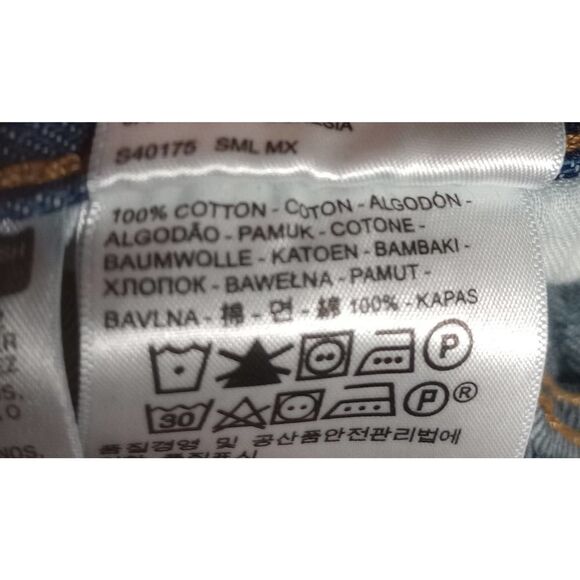 S40175 SML MX
100% COTTON - COTON - ALGODÓN -
ALGODÃO - PAMUK - COTONE -
BAUMWOLLE - KATOEN - BAMBAKI -
ХЛОПОК - BAWEŁNA - PAMUT -
BAVLNA - 棉 - 면 - 綿 100% - KAPAS
P
30 P ®
품질경영 및 공산품안전관리법에